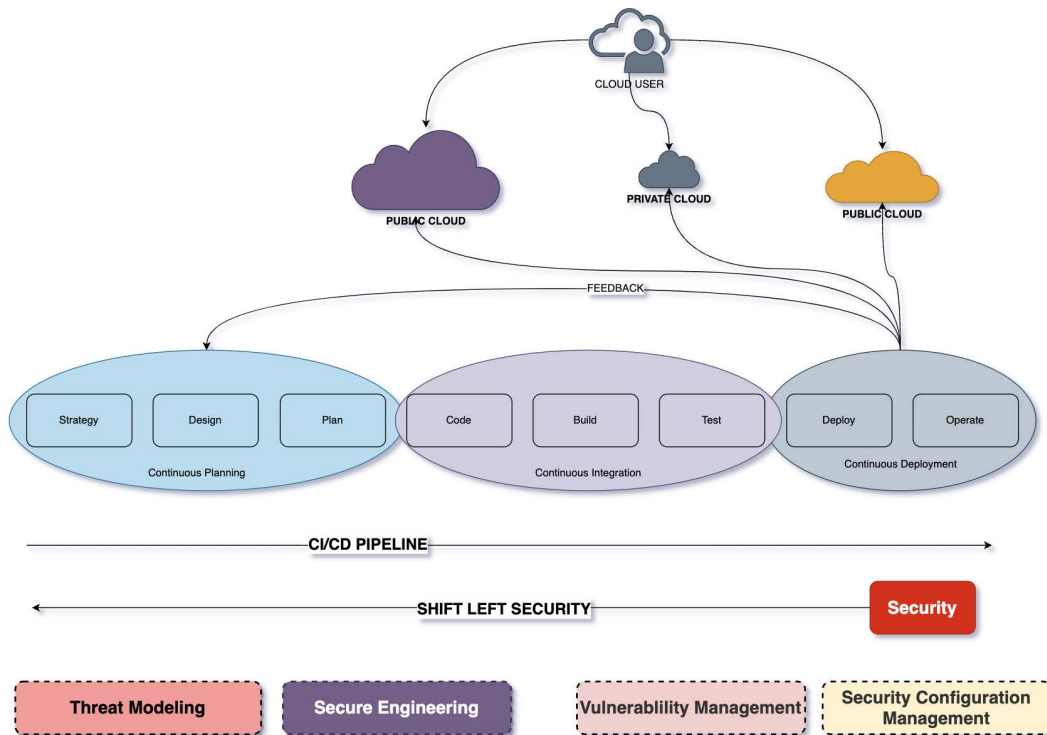 CLOUD USER
PUBLIC CLOUD
PRIVATE CLOUD
PUBLIC CLOUD
FEEDBACK
Strategy
Design
Plan
Code
Build
Test
Deploy
Operate
Continuous Planning
Continuous Integration
Continuous Deployment
CI/CD PIPELINE
SHIFT LEFT SECURITY
Security
Threat Modeling
Secure Engineering
Vulnerablility Management
Security Configuration
Management